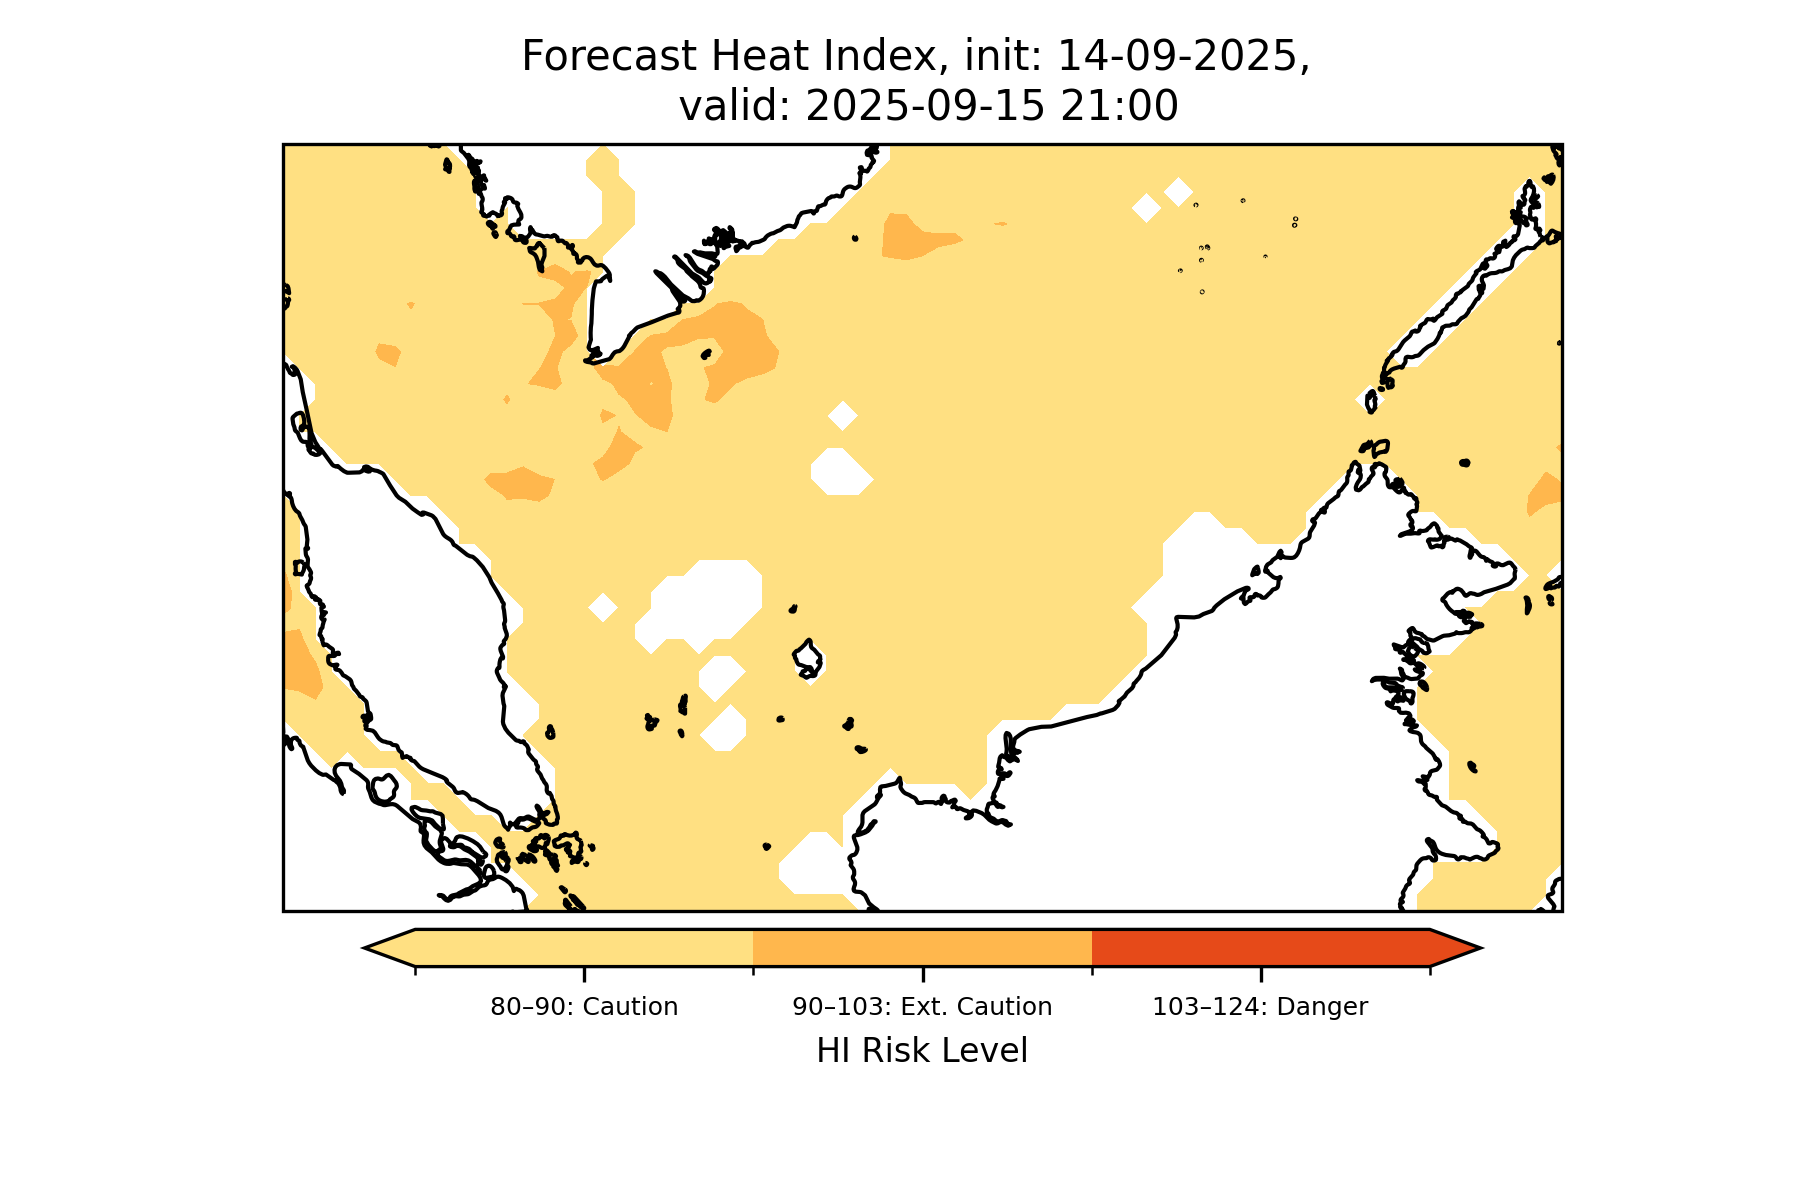 Forecast Heat Index, init: 14-09-2025,
valid: 2025-09-15 21:00
80–90: Caution
90–103: Ext. Caution
103–124: Danger
HI Risk Level